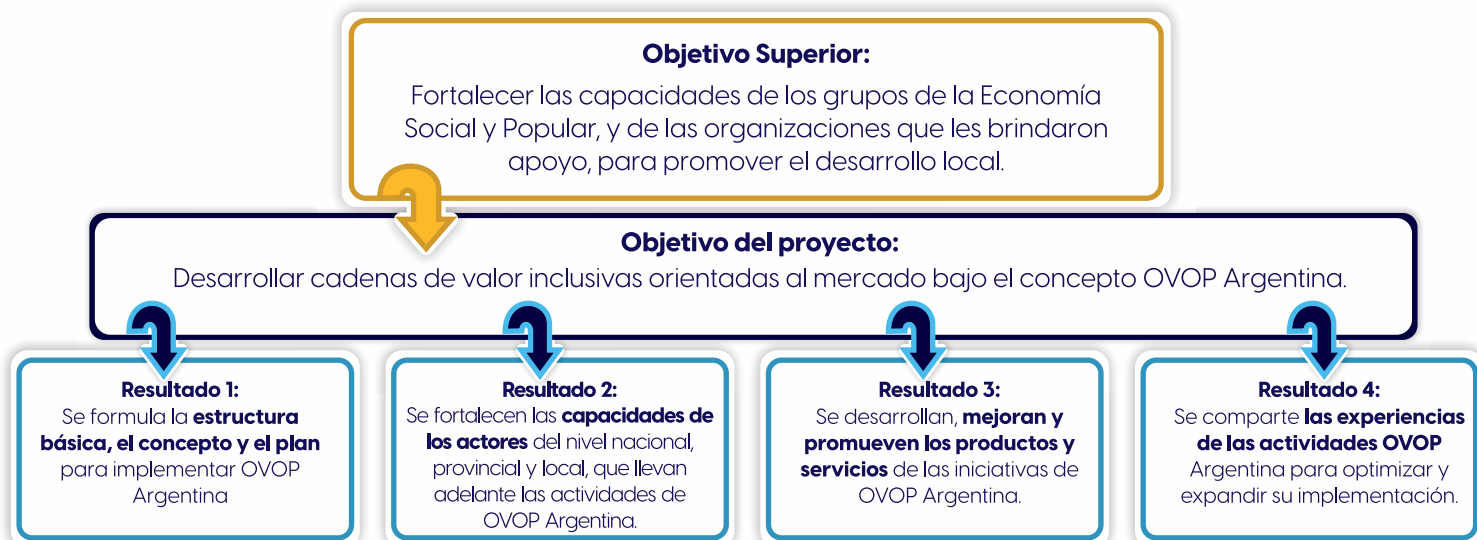 Objetivo Superior:
Fortalecer las capacidades de los grupos de la Economía
Social y Popular, y de las organizaciones que les brindaron
apoyo, para promover el desarrollo local.
Objetivo del proyecto:
Desarrollar cadenas de valor inclusivas orientadas al mercado bajo el concepto OVOP Argentina.
Resultado 1:
Se formula la estructura
básica, el concepto y el plan
para implementar OVOP
Argentina
Resultado 2:
Se fortalecen las capacidades de
los actores del nivel nacional,
provincial y local, que llevan
adelante las actividades de
OVOP Argentina.
Resultado 3:
Se desarrollan, mejoran y
promueven los productos y
servicios de las iniciativas de
OVOP Argentina.
Resultado 4:
Se comparte las experiencias
de las actividades OVOP
Argentina para optimizar y
expandir su implementación.